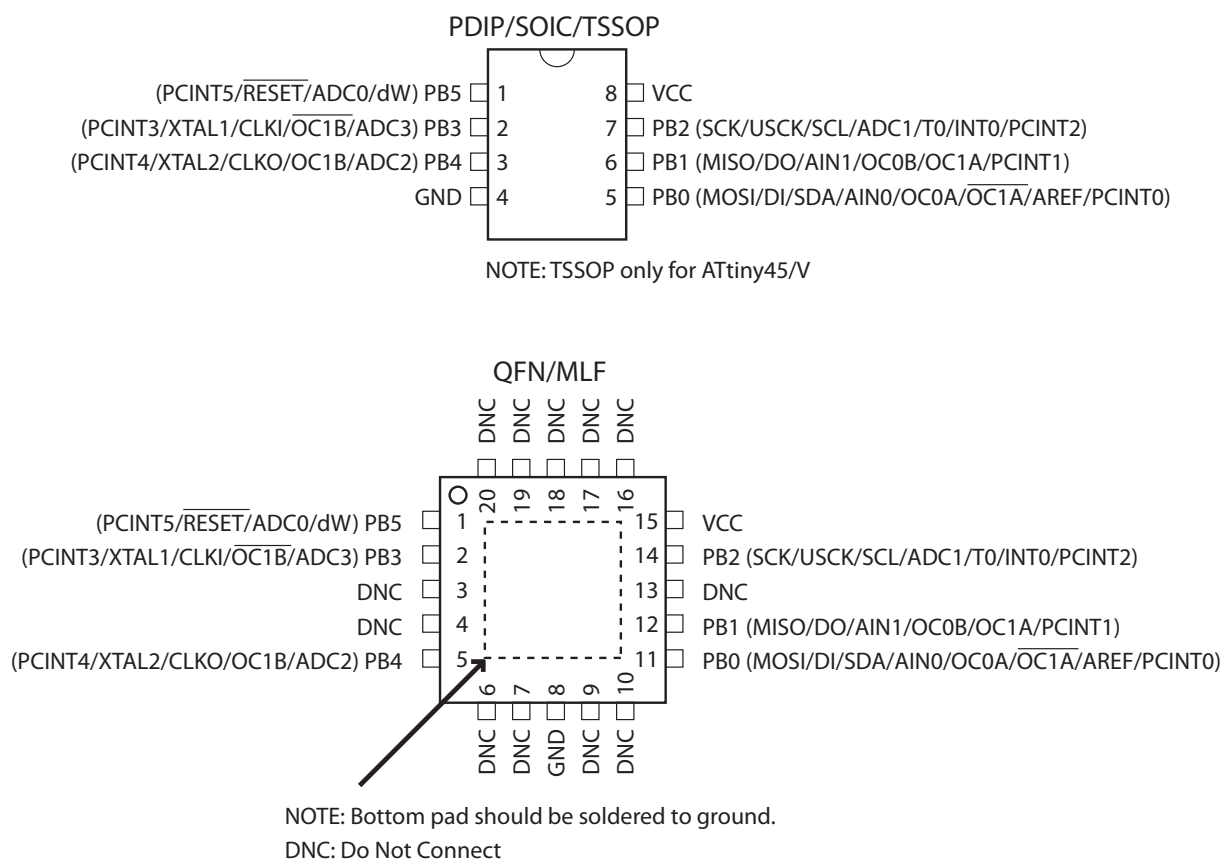 PDIP/SOIC/TSSOP
(PCINT5/RESET/ADC0/dW) PB5 1 8 VCC
(PCINT3/XTAL1/CLKI/OC1B/ADC3) PB3 2 7 PB2 (SCK/USCK/SCL/ADC1/T0/INT0/PCINT2)
(PCINT4/XTAL2/CLKO/OC1B/ADC2) PB4 3 6 PB1 (MISO/DO/AIN1/OC0B/OC1A/PCINT1)
GND 4 5 PB0 (MOSI/DI/SDA/AIN0/OC0A/OC1A/AREF/PCINT0)
NOTE: TSSOP only for ATtiny45/V
QFN/MLF
DNC DNC DNC DNC DNC
20 19 18 17 16
(PCINT5/RESET/ADC0/dW) PB5 1 15 VCC
(PCINT3/XTAL1/CLKI/OC1B/ADC3) PB3 2 14 PB2 (SCK/USCK/SCL/ADC1/T0/INT0/PCINT2)
DNC 3 13 DNC
DNC 4 12 PB1 (MISO/DO/AIN1/OC0B/OC1A/PCINT1)
(PCINT4/XTAL2/CLKO/OC1B/ADC2) PB4 5 11 PB0 (MOSI/DI/SDA/AIN0/OC0A/OC1A/AREF/PCINT0)
6 7 8 9 10
DNC DNC GND DNC DNC
NOTE: Bottom pad should be soldered to ground.
DNC: Do Not Connect